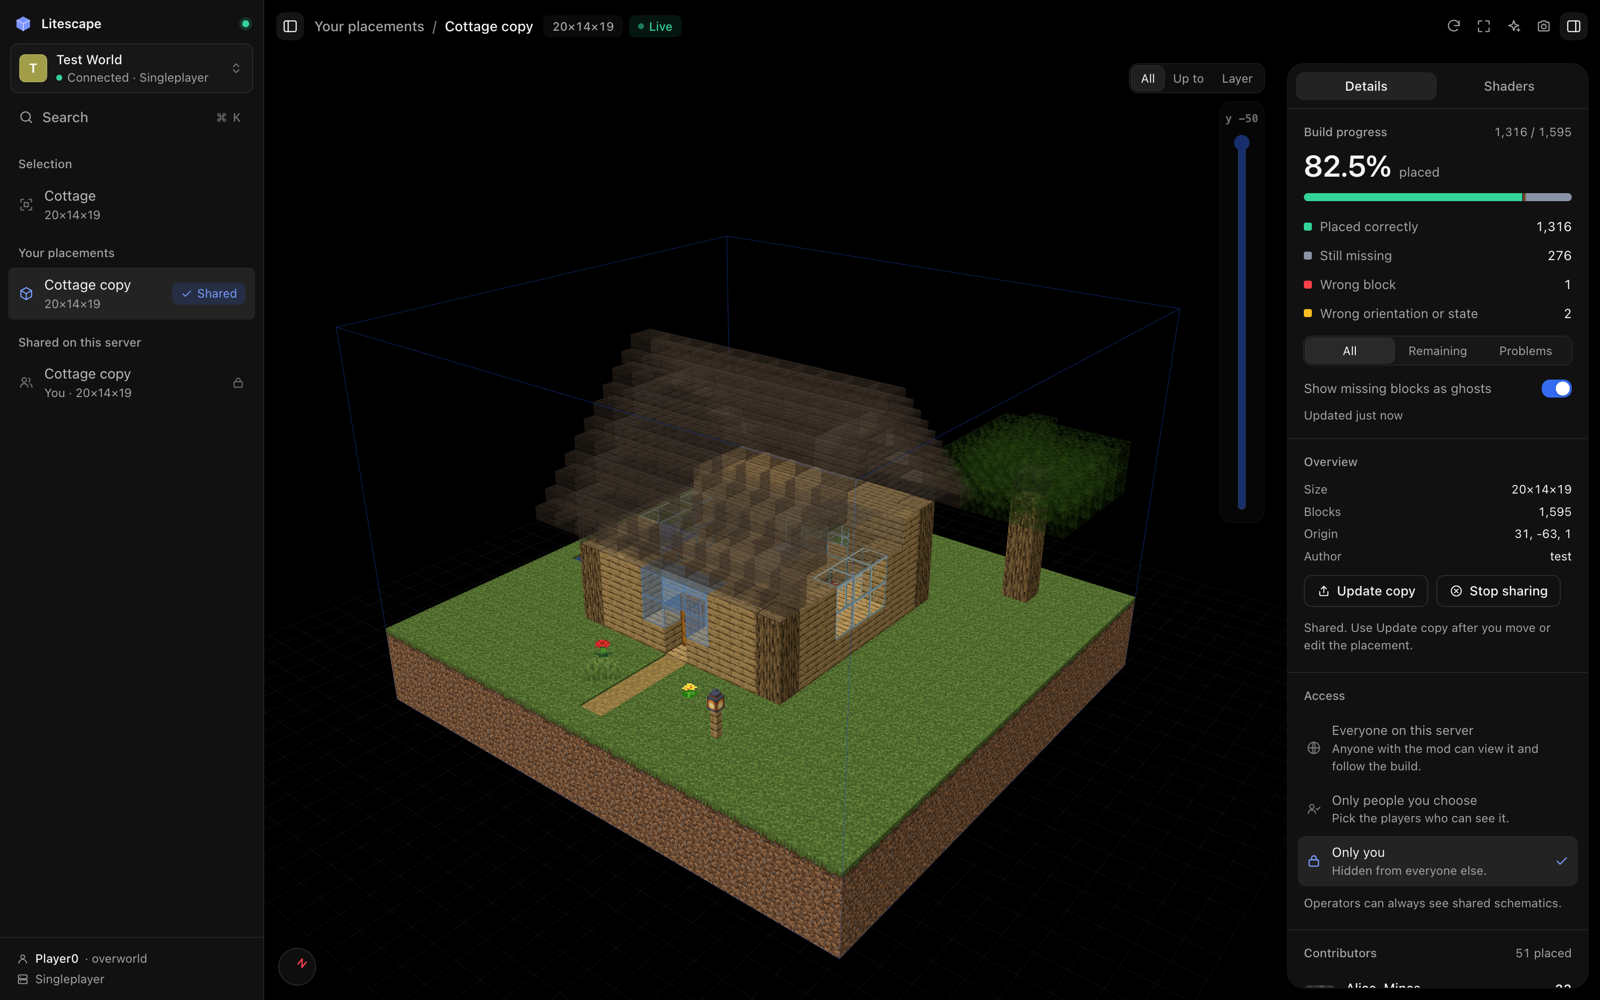 Litescape
T
Test World
Connected · Singleplayer
Search
⌘ K
Selection
Cottage
20×14×19
Your placements
Cottage copy
20×14×19
Shared
Shared on this server
Cottage copy
You · 20×14×19
Player0 · overworld
Singleplayer
Your placements / Cottage copy
20×14×19
Live
All
Up to
Layer
y −50
N
Details
Shaders
Build progress
1,316 / 1,595
82.5% placed
Placed correctly
1,316
Still missing
276
Wrong block
1
Wrong orientation or state
2
All
Remaining
Problems
Show missing blocks as ghosts
Updated just now
Overview
Size
20×14×19
Blocks
1,595
Origin
31, -63, 1
Author
test
Update copy
Stop sharing
Shared. Use Update copy after you move or
edit the placement.
Access
Everyone on this server
Anyone with the mod can view it and
follow the build.
Only people you choose
Pick the players who can see it.
Only you
Hidden from everyone else.
Operators can always see shared schematics.
Contributors
51 placed